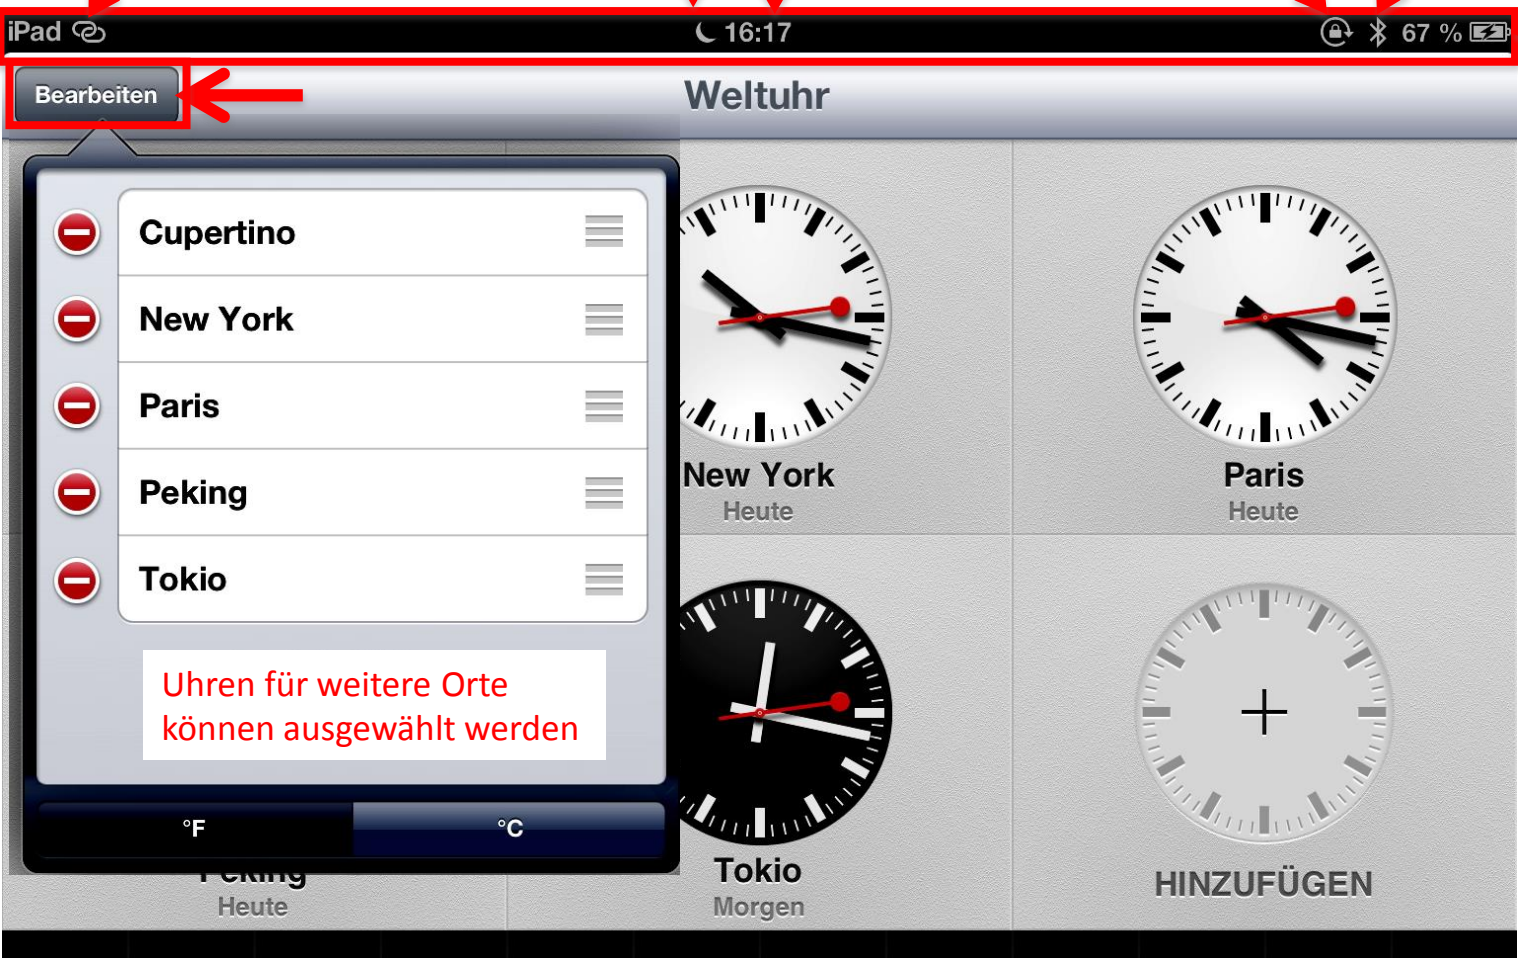 iPad 16:17 67 %
Bearbeiten Weltuhr
Cupertino
New York
Paris
Peking
Tokio
Uhren für weitere Orte
können ausgewählt werden
°F °C
New York
Heute
Paris
Heute
Peking
Heute
Tokio
Morgen
HINZUFÜGEN